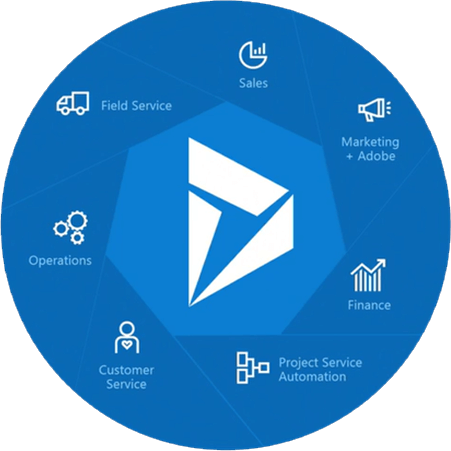 Sales
Field Service
Marketing
+ Adobe
Operations
Finance
Customer
Service
Project Service
Automation